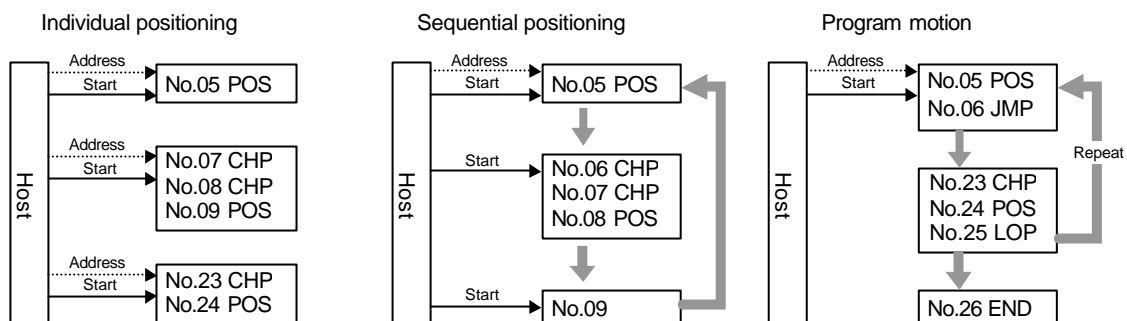 Individual positioning
Address
Start
No.05 POS
Address
Start
No.07 CHP
No.08 CHP
No.09 POS
Host
Address
Start
No.23 CHP
No.24 POS
Sequential positioning
Address
Start
No.05 POS
Start
No.06 CHP
No.07 CHP
No.08 POS
Host
Start
No.09
Program motion
Address
Start
No.05 POS
No.06 JMP
Repeat
No.23 CHP
No.24 POS
No.25 LOP
Host
No.26 END